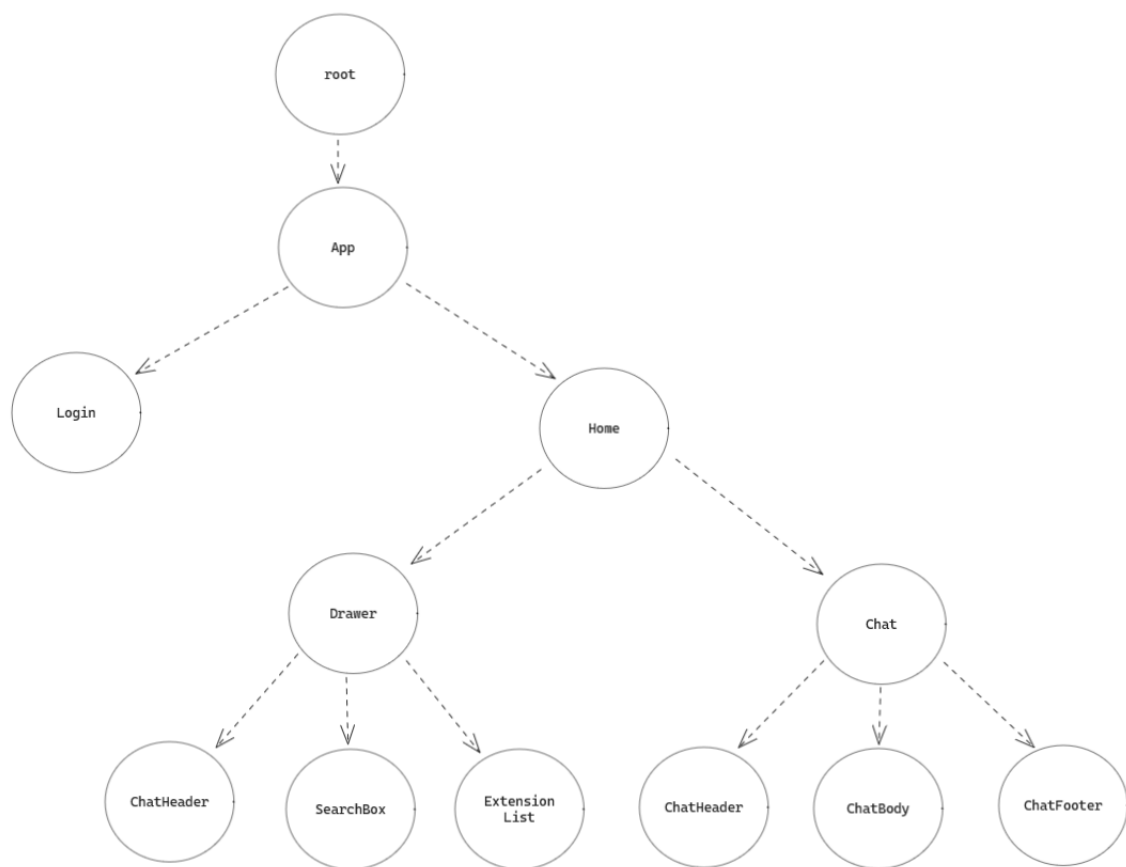 root
App
Login
Home
Drawer
Chat
ChatHeader
SearchBox
Extension
List
ChatHeader
ChatBody
ChatFooter